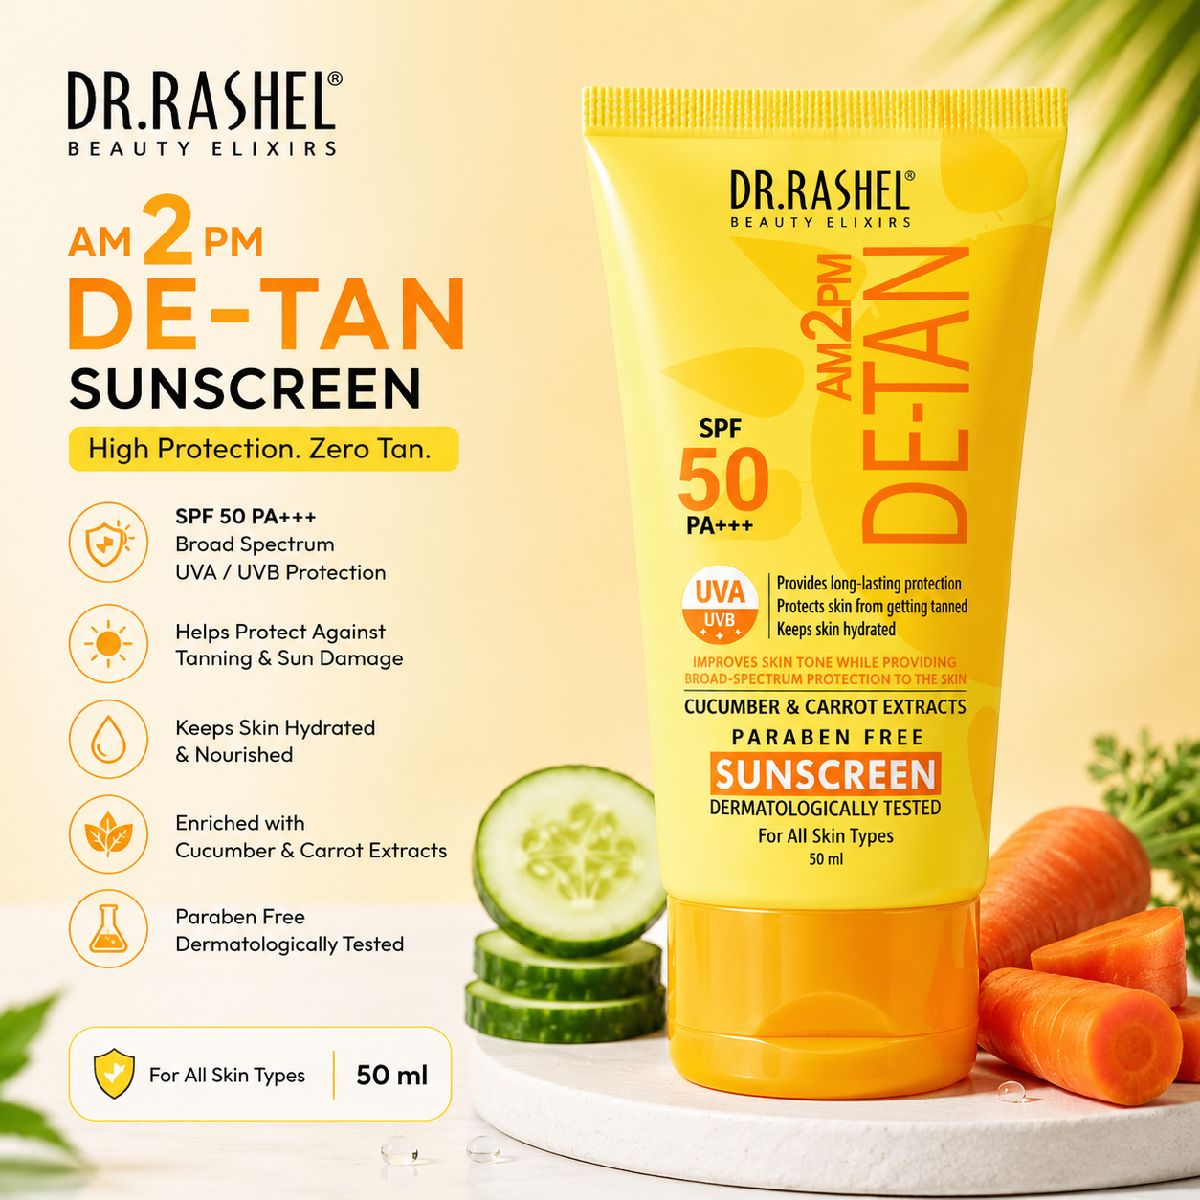 DR.RASHEL®
BEAUTY ELIXIRS
AM 2 PM
DE-TAN
SUNSCREEN
High Protection. Zero Tan.
SPF 50 PA+++
Broad Spectrum
UVA / UVB Protection
Helps Protect Against
Tanning & Sun Damage
Keeps Skin Hydrated
& Nourished
Enriched with
Cucumber & Carrot Extracts
Paraben Free
Dermatologically Tested
For All Skin Types
50 ml
DR.RASHEL®
BEAUTY ELIXIRS
AM2PM
DE-TAN
SPF
50
PA+++
UVA
UVB
Provides long-lasting protection
Protects skin from getting tanned
Keeps skin hydrated
IMPROVES SKIN TONE WHILE PROVIDING
BROAD-SPECTRUM PROTECTION TO THE SKIN
CUCUMBER & CARROT EXTRACTS
PARABEN FREE
SUNSCREEN
DERMATOLOGICALLY TESTED
For All Skin Types
50 ml